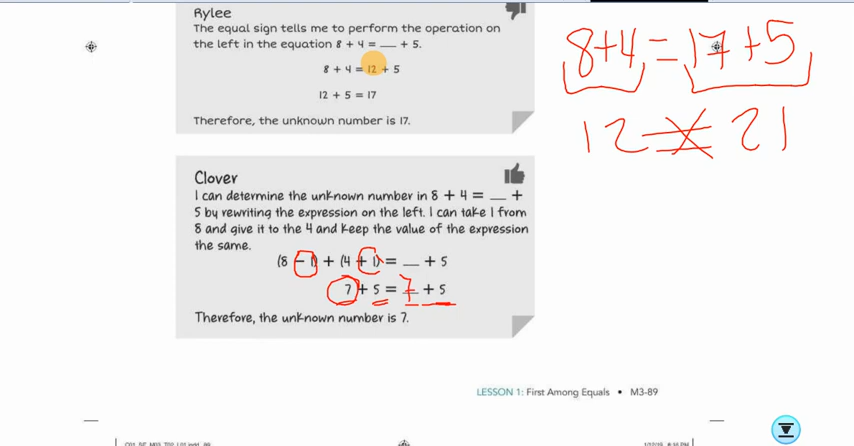 Rylee
The equal sign tells me to perform the operation on
the left in the equation 8 + 4 = __ + 5.
8 + 4 = 12 + 5
12 + 5 = 17
Therefore, the unknown number is 17.
8+4 = 17+5
12 ≠ 21
Clover
I can determine the unknown number in 8 + 4 = __ +
5 by rewriting the expression on the left. I can take 1 from
8 and give it to the 4 and keep the value of the expression
the same.
(8 − 1) + (4 + 1) = __ + 5
7 + 5 = 7 + 5
Therefore, the unknown number is 7.
LESSON 1: First Among Equals • M3-89